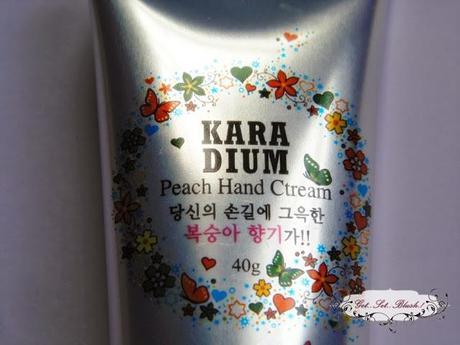 KARA
DIUM
Peach Hand Ctream
당신의 손길에 그윽한
복숭아 향기가!!
40g
Get..Set..Blush!